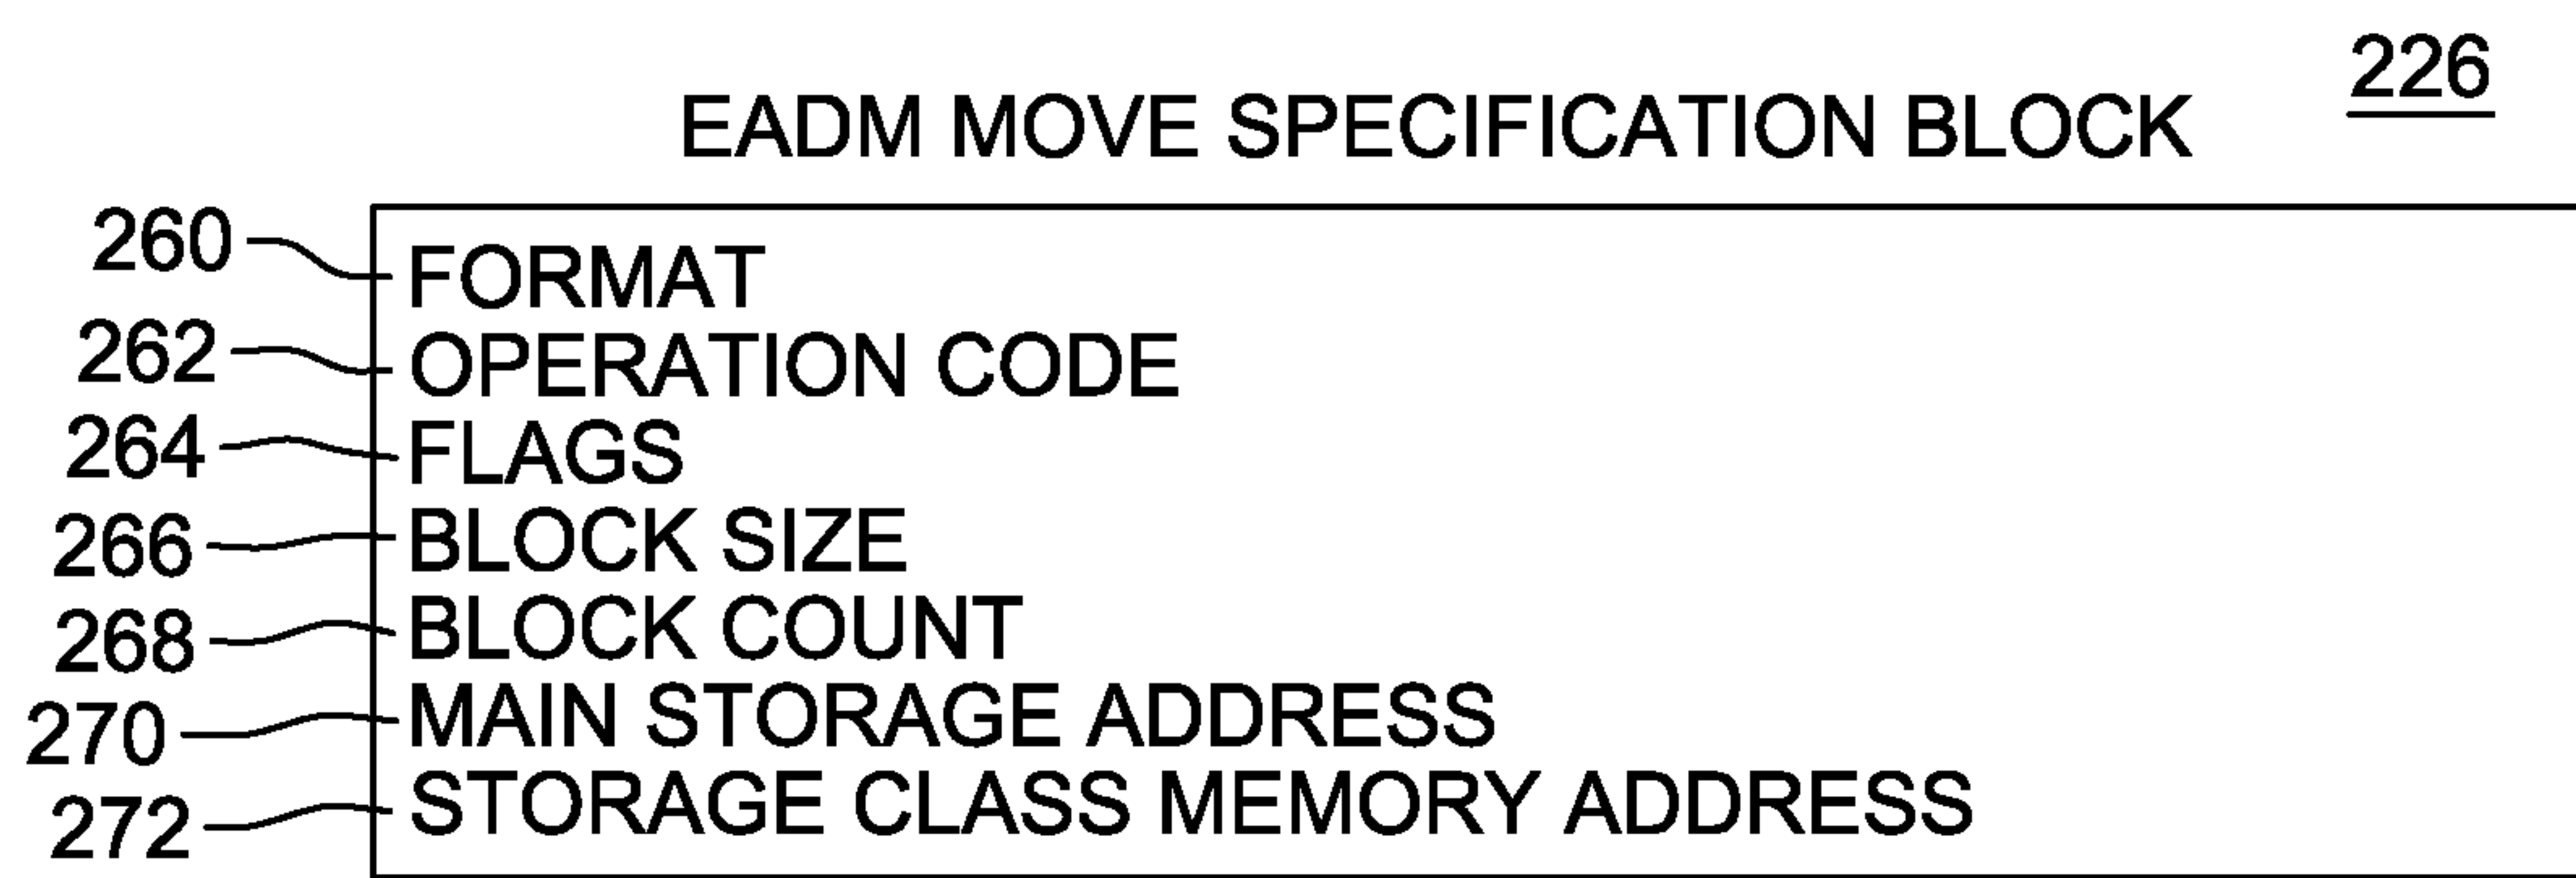 226
EADM MOVE SPECIFICATION BLOCK
260 FORMAT
262 OPERATION CODE
264 FLAGS
266 BLOCK SIZE
268 BLOCK COUNT
270 MAIN STORAGE ADDRESS
272 STORAGE CLASS MEMORY ADDRESS